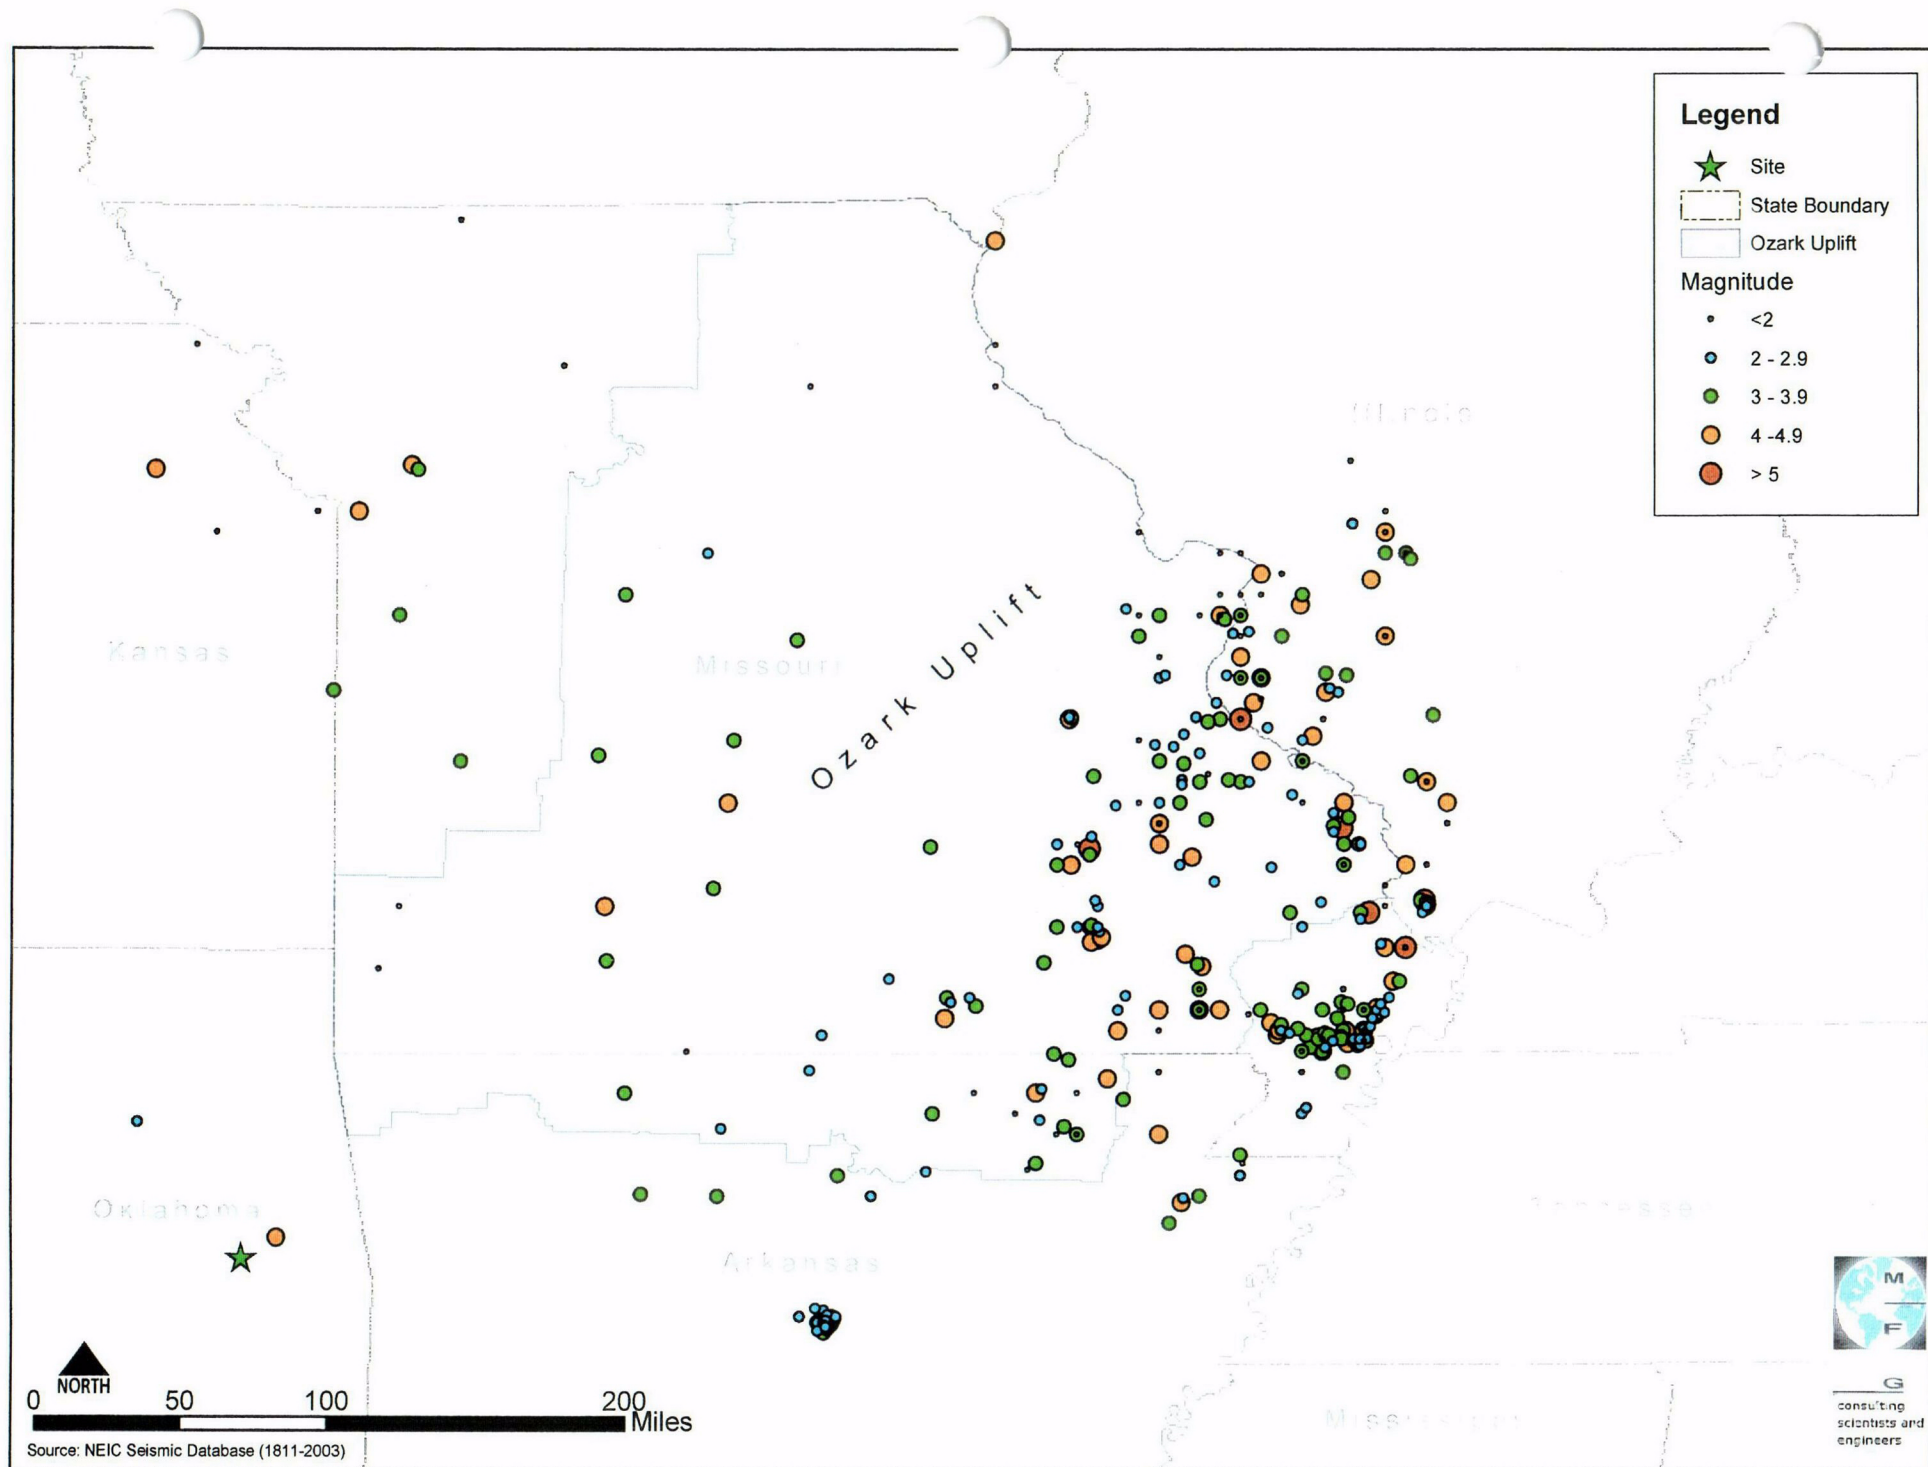 Legend
Site
State Boundary
Ozark Uplift
Magnitude
<2
2 - 2.9
3 - 3.9
4 -4.9
> 5
Illinois
Kansas
Missouri
Ozark Uplift
Oklahoma
Arkansas
Tennessee
Mississippi
NORTH
0 50 100 200
Miles
Source: NEIC Seismic Database (1811-2003)
M
F
G
consulting
scientists and
engineers